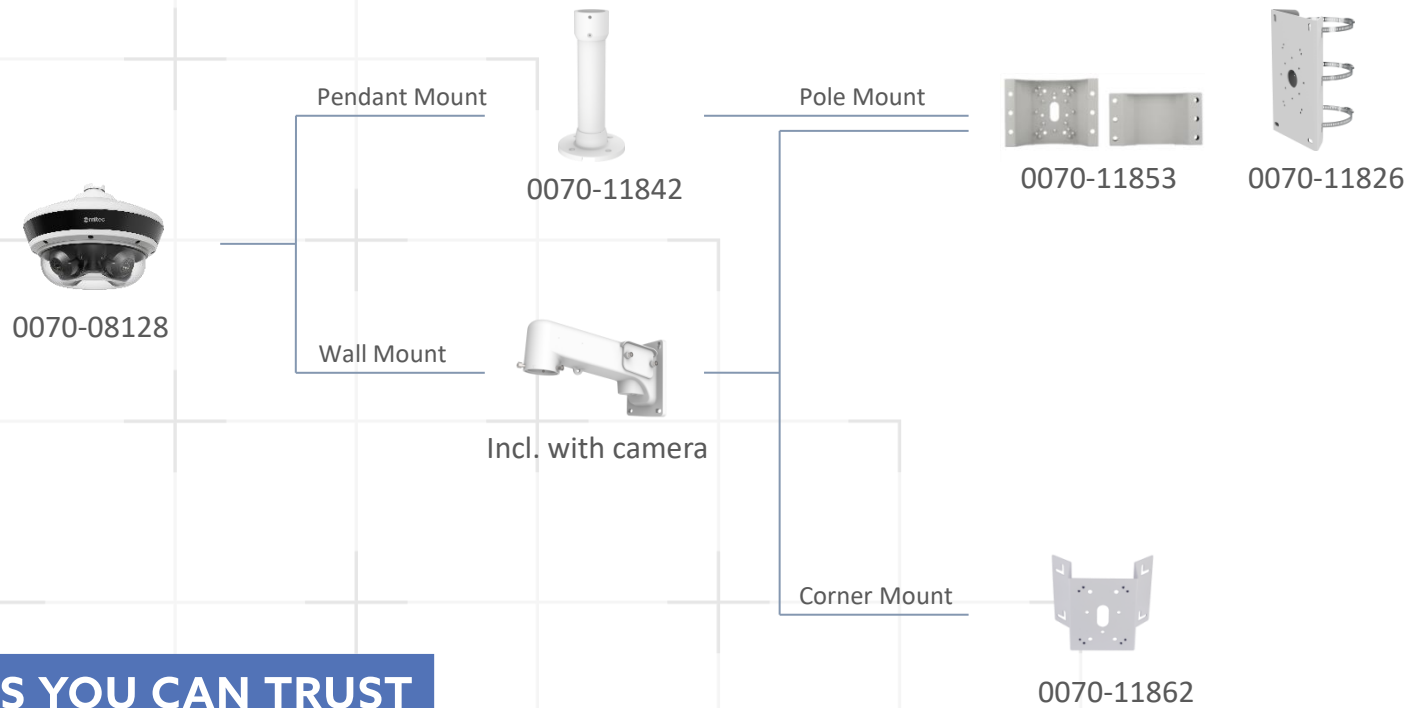 Pendant Mount
0070-11842
Pole Mount
0070-11853
0070-11826
0070-08128
Wall Mount
Incl. with camera
Corner Mount
0070-11862
S YOU CAN TRUST